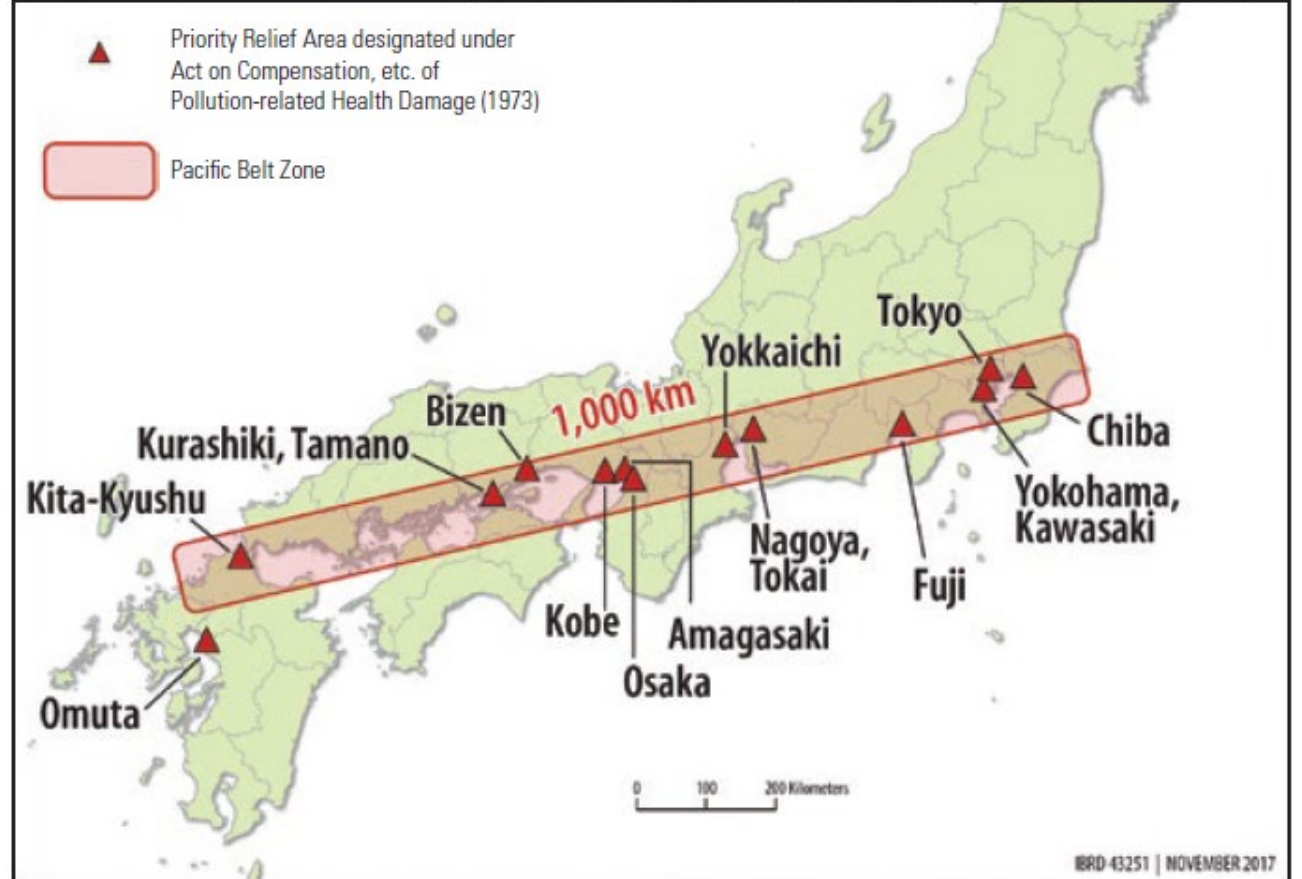 Priority Relief Area designated under
Act on Compensation, etc. of
Pollution-related Health Damage (1973)
Pacific Belt Zone
Tokyo
Yokkaichi
1,000 km
Bizen
Kurashiki, Tamano
Chiba
Kita-Kyushu
Yokohama,
Kawasaki
Nagoya,
Tokai
Fuji
Kobe
Amagasaki
Osaka
Omuta
0 100 200 Kilometers
IBRD 43251 | NOVEMBER 2017